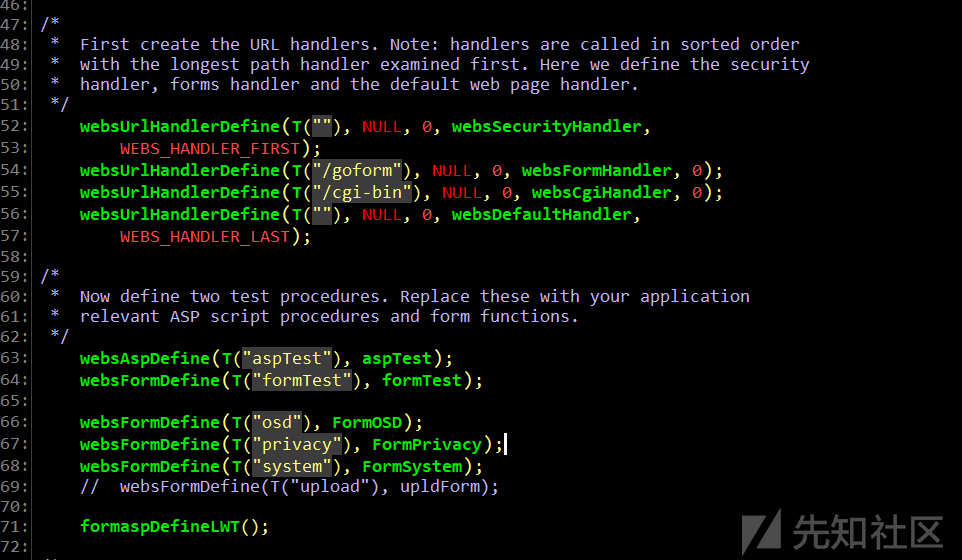 46:
47: /*
48:  *  First create the URL handlers. Note: handlers are called in sorted order
49:  *  with the longest path handler examined first. Here we define the security
50:  *  handler, forms handler and the default web page handler.
51:  */
52:     websUrlHandlerDefine(T(""), NULL, 0, websSecurityHandler,
53:         WEBS_HANDLER_FIRST);
54:     websUrlHandlerDefine(T("/goform"), NULL, 0, websFormHandler, 0);
55:     websUrlHandlerDefine(T("/cgi-bin"), NULL, 0, websCgiHandler, 0);
56:     websUrlHandlerDefine(T(""), NULL, 0, websDefaultHandler,
57:         WEBS_HANDLER_LAST);
58:
59: /*
60:  *  Now define two test procedures. Replace these with your application
61:  *  relevant ASP script procedures and form functions.
62:  */
63:     websAspDefine(T("aspTest"), aspTest);
64:     websFormDefine(T("formTest"), formTest);
65:
66:     websFormDefine(T("osd"), FormOSD);
67:     websFormDefine(T("privacy"), FormPrivacy);
68:     websFormDefine(T("system"), FormSystem);
69:     //  websFormDefine(T("upload"), upldForm);
70:
71:     formaspDefineLWT();
72:
先知社区